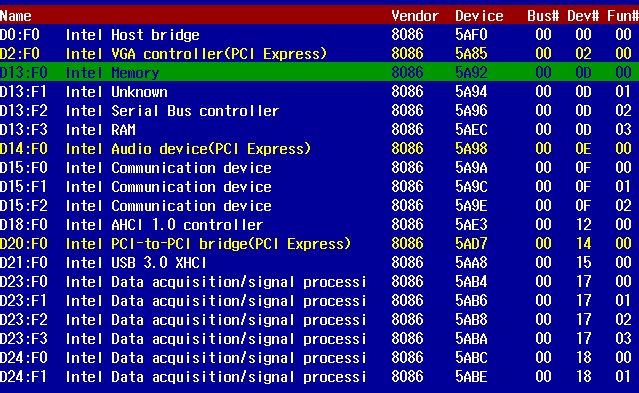 Name Vendor Device Bus# Dev# Fun#
D0:F0 Intel Host bridge 8086 5AF0 00 00 00
D2:F0 Intel VGA controller(PCI Express) 8086 5A85 00 02 00
D13:F0 Intel Memory 8086 5A92 00 0D 00
D13:F1 Intel Unknown 8086 5A94 00 0D 01
D13:F2 Intel Serial Bus controller 8086 5A96 00 0D 02
D13:F3 Intel RAM 8086 5AEC 00 0D 03
D14:F0 Intel Audio device(PCI Express) 8086 5A98 00 0E 00
D15:F0 Intel Communication device 8086 5A9A 00 0F 00
D15:F1 Intel Communication device 8086 5A9C 00 0F 01
D15:F2 Intel Communication device 8086 5A9E 00 0F 02
D18:F0 Intel AHCI 1.0 controller 8086 5AE3 00 12 00
D20:F0 Intel PCI-to-PCI bridge(PCI Express) 8086 5AD7 00 14 00
D21:F0 Intel USB 3.0 XHCI 8086 5AA8 00 15 00
D23:F0 Intel Data acquisition/signal processi 8086 5AB4 00 17 00
D23:F1 Intel Data acquisition/signal processi 8086 5AB6 00 17 01
D23:F2 Intel Data acquisition/signal processi 8086 5AB8 00 17 02
D23:F3 Intel Data acquisition/signal processi 8086 5ABA 00 17 03
D24:F0 Intel Data acquisition/signal processi 8086 5ABC 00 18 00
D24:F1 Intel Data acquisition/signal processi 8086 5ABE 00 18 01